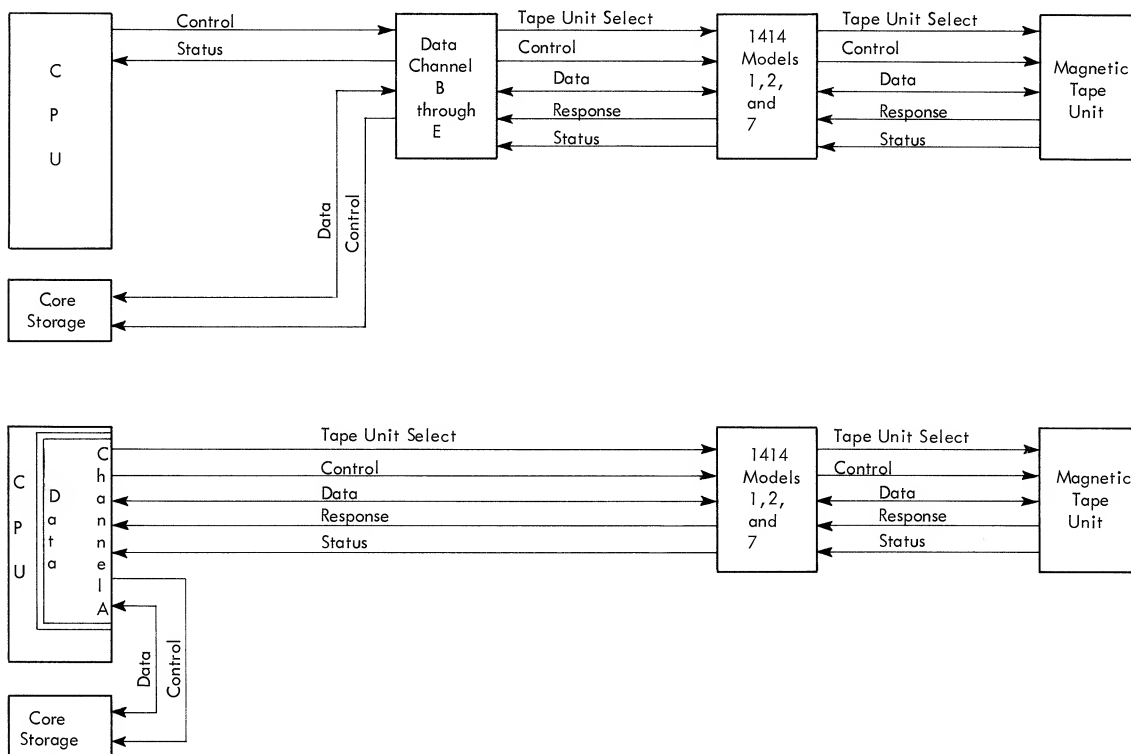 Control
Status
C
P
U
Data
Channel
B
through
E
Tape Unit Select
Control
Data
Response
Status
1414
Models
1,2,
and
7
Tape Unit Select
Control
Data
Response
Status
Magnetic
Tape
Unit
Data
Control
Core
Storage
C
P
U
Data
Channel A
Tape Unit Select
Control
Data
Response
Status
1414
Models
1,2,
and
7
Tape Unit Select
Control
Data
Response
Status
Magnetic
Tape
Unit
Data
Control
Core
Storage